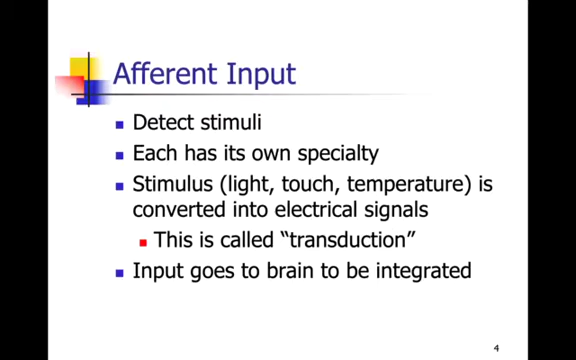 Afferent Input
Detect stimuli
Each has its own specialty
Stimulus (light, touch, temperature) is
converted into electrical signals
This is called “transduction”
Input goes to brain to be integrated
4